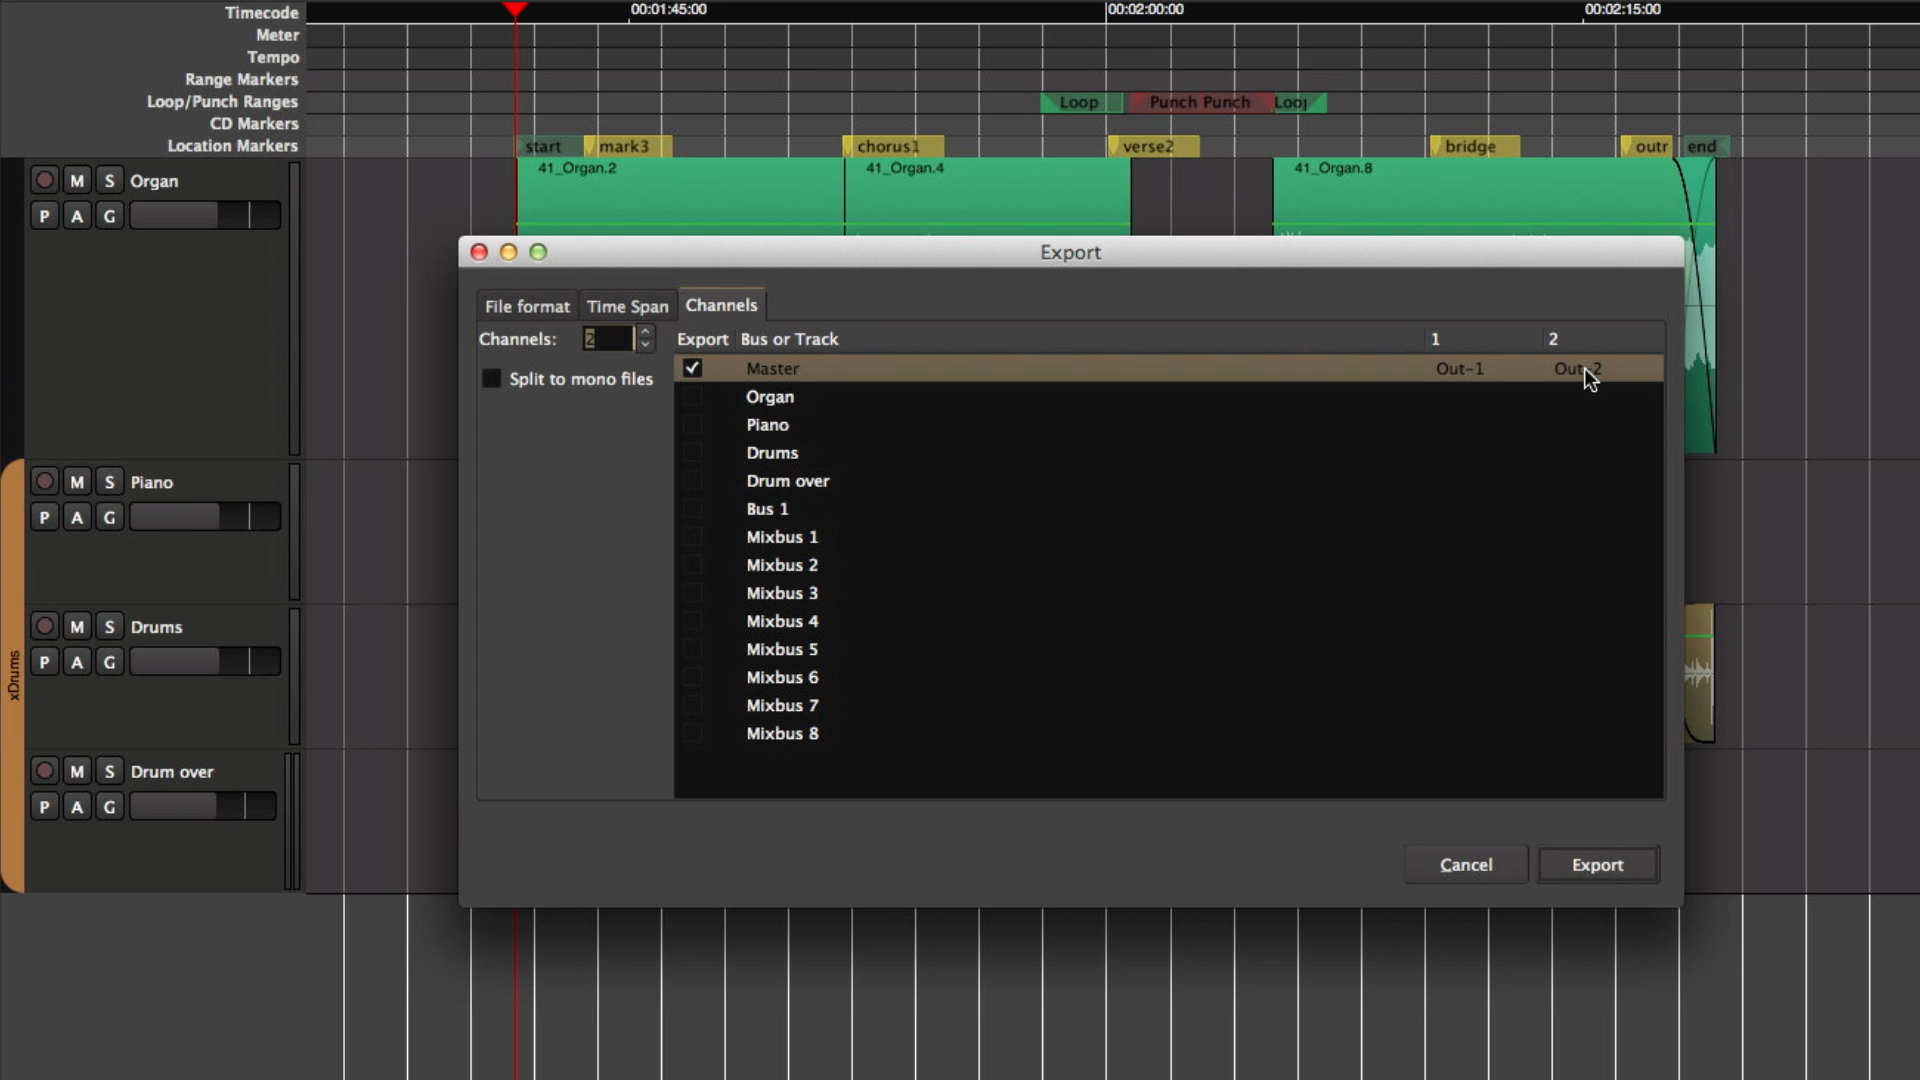 Timecode 00:01:45:00 00:02:00:00 00:02:15:00
Meter
Tempo
Range Markers
Loop/Punch Ranges Loop Punch Punch Loop
CD Markers
Location Markers start mark3 chorus1 verse2 bridge outr end
M S Organ
41_Organ.2 41_Organ.4 41_Organ.8
P A G
Export
File format Time Span Channels
Channels: 2 Export Bus or Track 1 2
Master Out-1 Out-2
Split to mono files
Organ
Piano
Drums
Drum over
Bus 1
Mixbus 1
Mixbus 2
Mixbus 3
Mixbus 4
Mixbus 5
Mixbus 6
Mixbus 7
Mixbus 8
Cancel Export
M S Piano
P A G
M S Drums
P A G
xDrums
M S Drum over
P A G